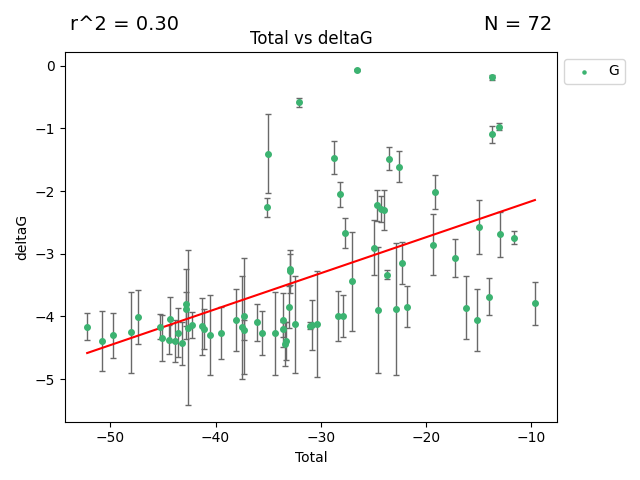 r^2 = 0.30
N = 72
Total vs deltaG
G
deltaG
0
−1
−2
−3
−4
−5
−50
−40
−30
−20
−10
Total